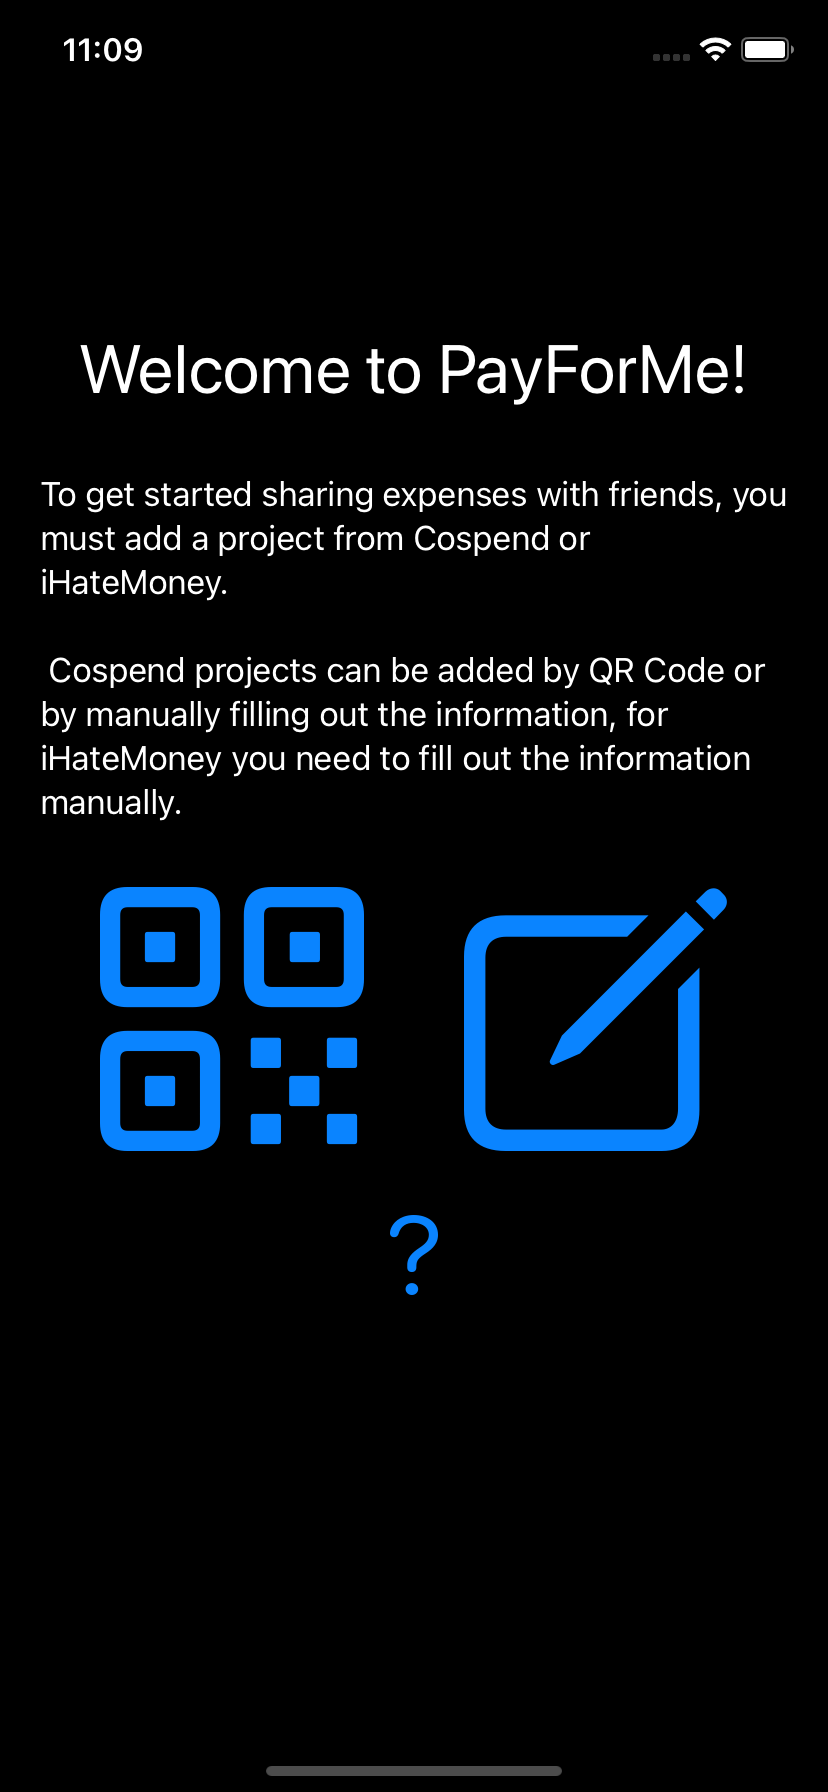 11:09
Welcome to PayForMe!
To get started sharing expenses with friends, you
must add a project from Cospend or
iHateMoney.
Cospend projects can be added by QR Code or
by manually filling out the information, for
iHateMoney you need to fill out the information
manually.
?